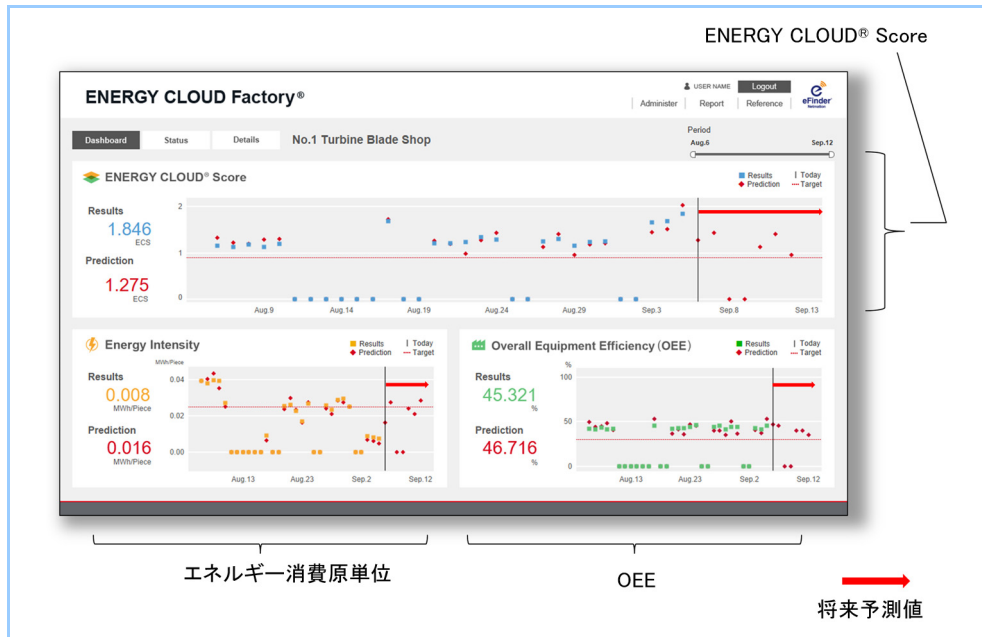 ENERGY CLOUD® Score
ENERGY CLOUD Factory®
USER NAME
Logout
Administer
Report
Reference
eFinder
Dashboard
Status
Details
No.1 Turbine Blade Shop
Period
Aug.6
Sep.12
ENERGY CLOUD® Score
Results
Today
Prediction
Target
Results
1.846
ECS
Prediction
1.275
ECS
2
1
0
Aug.9
Aug.14
Aug.19
Aug.24
Aug.29
Sep.3
Sep.8
Sep.13
Energy Intensity
Results
Today
Prediction
Target
Results
0.008
MWh/Piece
Prediction
0.016
MWh/Piece
MWh/Piece
0.04
0.02
0.00
Aug.13
Aug.23
Sep.2
Sep.12
Overall Equipment Efficiency (OEE)
Results
Today
Prediction
Target
Results
45.321
%
Prediction
46.716
%
%
100
50
0
Aug.13
Aug.23
Sep.2
Sep.12
エネルギー消費原単位
OEE
将来予測値